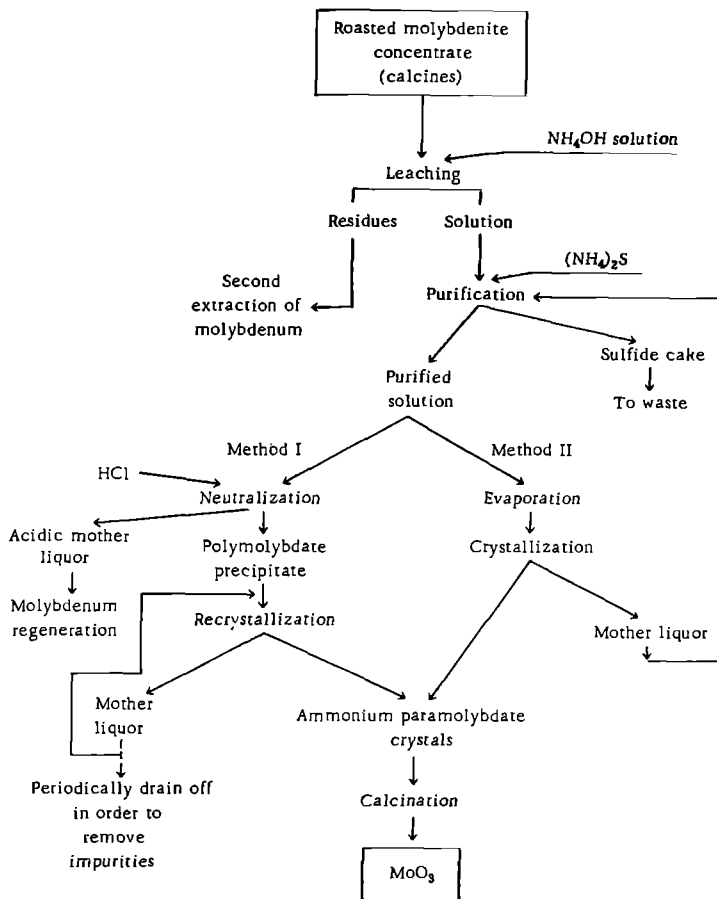 Roasted molybdenite
concentrate
(calcines)
NH₄OH solution
Leaching
Residues
Solution
(NH₄)₂S
Second
extraction of
molybdenum
Purification
Sulfide cake
To waste
Purified
solution
Method I
Method II
HCl
Neutralization
Evaporation
Acidic mother
liquor
Polymolybdate
precipitate
Crystallization
Molybdenum
regeneration
Recrystallization
Mother liquor
Mother
liquor
Ammonium paramolybdate
crystals
Periodically drain off
in order to
remove
impurities
Calcination
MoO₃